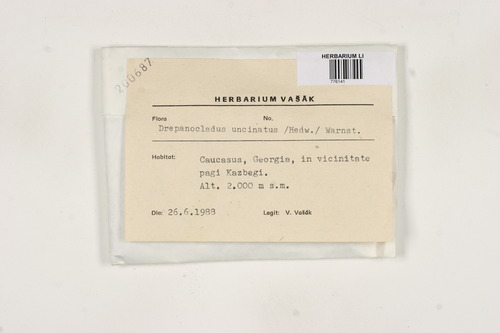 200687
HERBARIUM LI
776141
HERBARIUM VAŠÁK
Flora No.
Drepanocladus uncinatus /Hedw./ Warnst.
Habitat: Caucasus, Georgia, in vicinitate
pagi Kazbegi.
Alt. 2.000 m s.m.
Die: 26.6.1988 Legit: V. Vašák